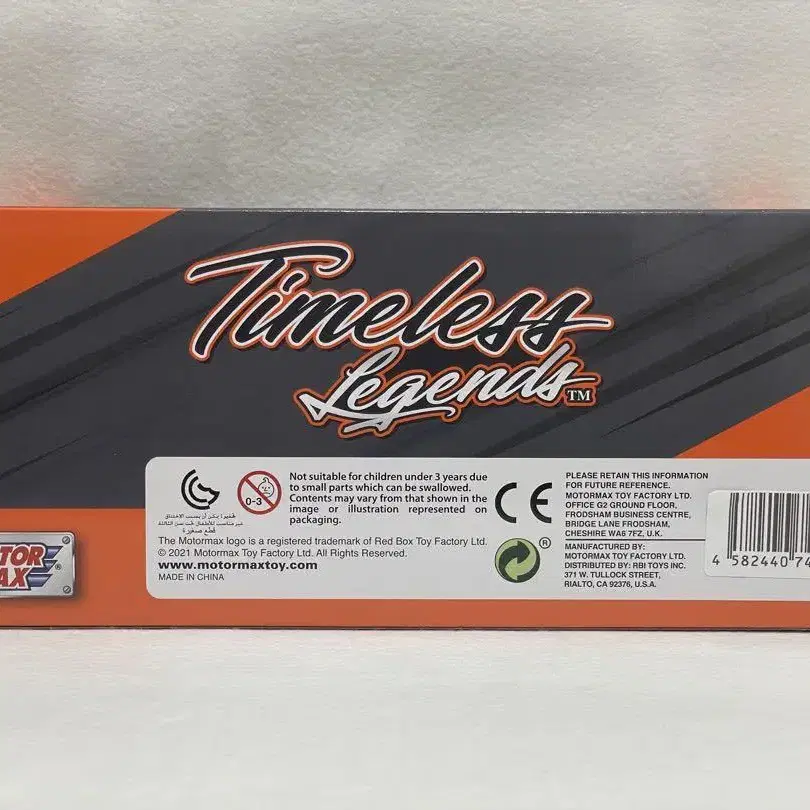 Timeless
Legends™
0-3
Not suitable for children under 3 years due
to small parts which can be swallowed.
Contents may vary from that shown in the
image or illustration represented on
packaging.
قطع صغيرة
The Motormax logo is a registered trademark of Red Box Toy Factory Ltd.
© 2021 Motormax Toy Factory Ltd. All Rights Reserved.
www.motormaxtoy.com
MADE IN CHINA
CE
®
PLEASE RETAIN THIS INFORMATION
FOR FUTURE REFERENCE.
MOTORMAX TOY FACTORY LTD.
OFFICE G2 GROUND FLOOR,
FRODSHAM BUSINESS CENTRE,
BRIDGE LANE FRODSHAM,
CHESHIRE WA6 7FZ, U.K.
MANUFACTURED BY:
MOTORMAX TOY FACTORY LTD.
DISTRIBUTED BY: RBI TOYS INC.
371 W. TULLOCK STREET,
RIALTO, CA 92376, U.S.A.
4 582440 74
TOR
AX®